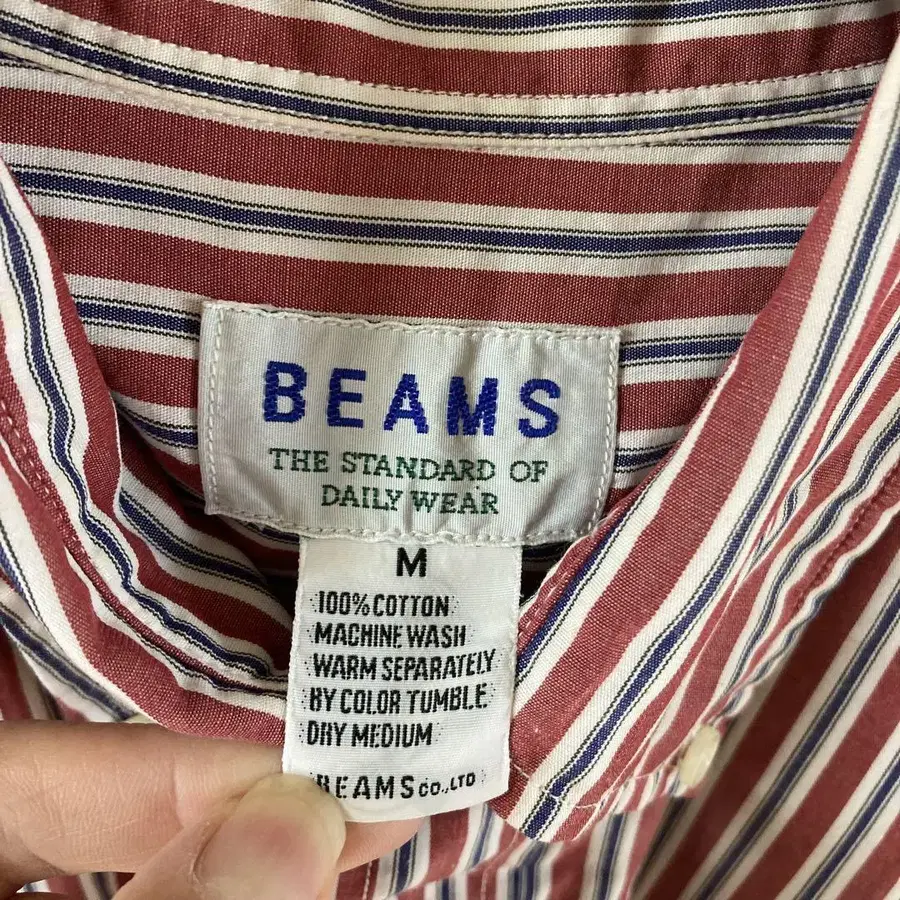 BEAMS
THE STANDARD OF
DAILY WEAR
M
100% COTTON
MACHINE WASH
WARM SEPARATELY
BY COLOR TUMBLE
DRY MEDIUM
BEAMS CO.,LTD